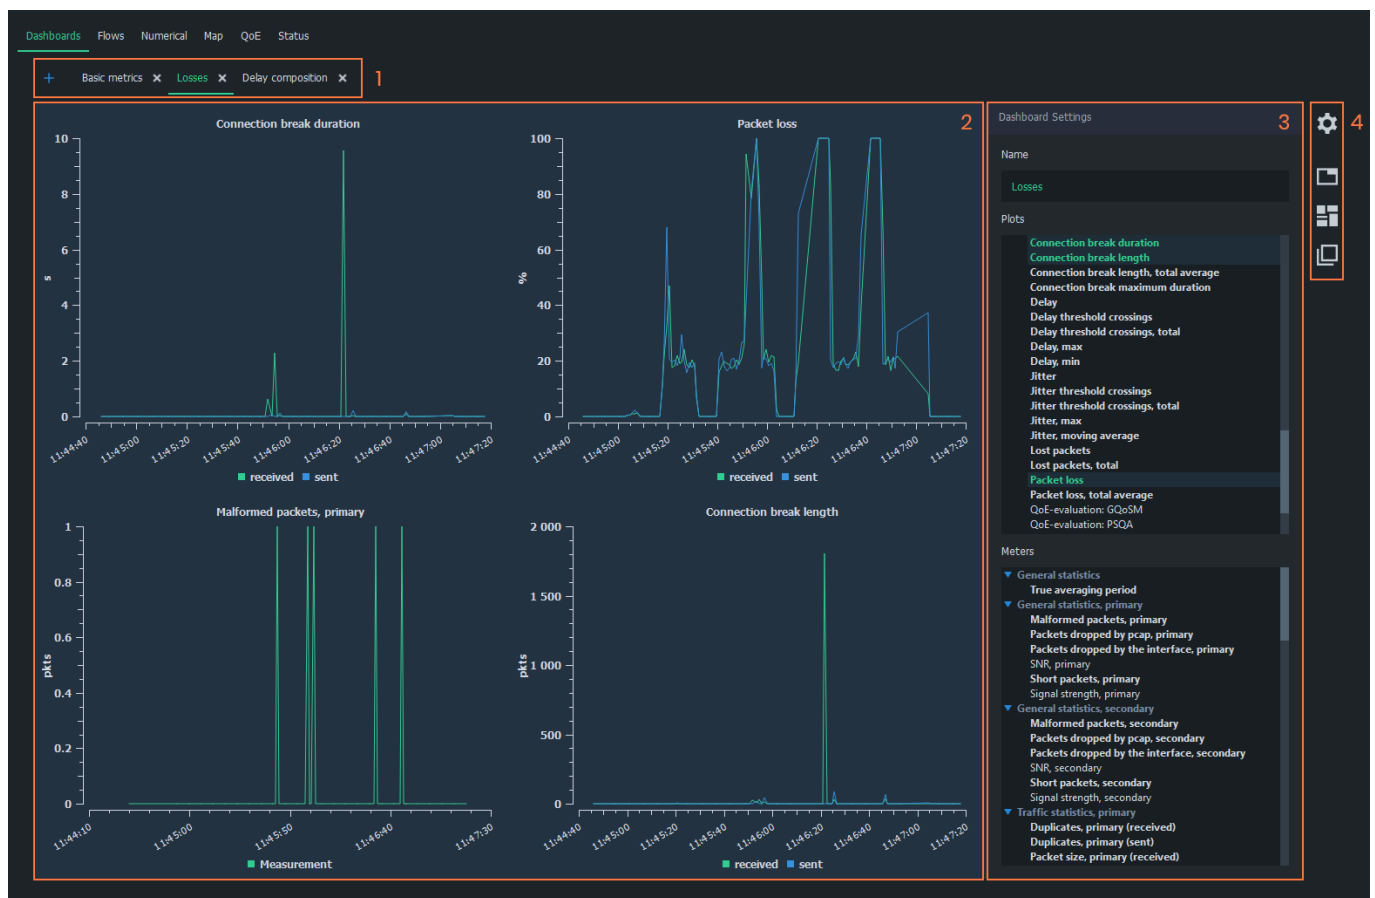 Dashboards Flows Numerical Map QoE Status
+ Basic metrics × Losses × Delay composition × 1
2
Connection break duration
10
8
6
4
2
0
s
11:44:40 11:45:00 11:45:20 11:45:40 11:46:00 11:46:20 11:46:40 11:47:00 11:47:20
received sent
Packet loss
100
80
60
40
20
0
%
11:44:40 11:45:00 11:45:20 11:45:40 11:46:00 11:46:20 11:46:40 11:47:00 11:47:20
received sent
Malformed packets, primary
1
0.8
0.6
0.4
0.2
0
pkts
11:44:10 11:45:00 11:45:50 11:46:40 11:47:30
Measurement
Connection break length
2 000
1 500
1 000
500
0
pkts
11:44:40 11:45:00 11:45:20 11:45:40 11:46:00 11:46:20 11:46:40 11:47:00 11:47:20
received sent
Dashboard Settings 3
Name
Losses
Plots
Connection break duration
Connection break length
Connection break length, total average
Connection break maximum duration
Delay
Delay threshold crossings
Delay threshold crossings, total
Delay, max
Delay, min
Jitter
Jitter threshold crossings
Jitter threshold crossings, total
Jitter, max
Jitter, moving average
Lost packets
Lost packets, total
Packet loss
Packet loss, total average
QoE-evaluation: GQoSM
QoE-evaluation: PSQA
Meters
General statistics
True averaging period
General statistics, primary
Malformed packets, primary
Packets dropped by pcap, primary
Packets dropped by the interface, primary
SNR, primary
Short packets, primary
Signal strength, primary
General statistics, secondary
Malformed packets, secondary
Packets dropped by pcap, secondary
Packets dropped by the interface, secondary
SNR, secondary
Short packets, secondary
Signal strength, secondary
Traffic statistics, primary
Duplicates, primary (received)
Duplicates, primary (sent)
Packet size, primary (received)
4